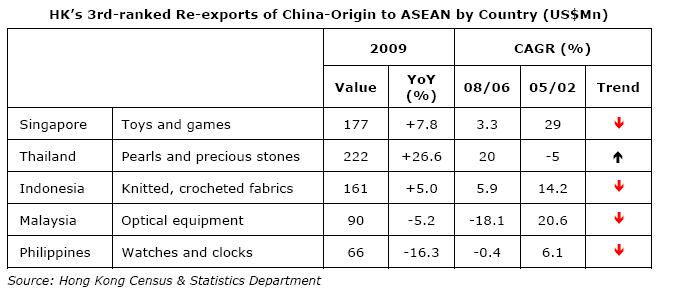 HK's 3rd-ranked Re-exports of China-Origin to ASEAN by Country (US$Mn)
2009 CAGR (%)
Value YoY (%) 08/06 05/02 Trend
Singapore Toys and games 177 +7.8 3.3 29 ↓
Thailand Pearls and precious stones 222 +26.6 20 -5 ↑
Indonesia Knitted, crocheted fabrics 161 +5.0 5.9 14.2 ↓
Malaysia Optical equipment 90 -5.2 -18.1 20.6 ↓
Philippines Watches and clocks 66 -16.3 -0.4 6.1 ↓
Source: Hong Kong Census & Statistics Department